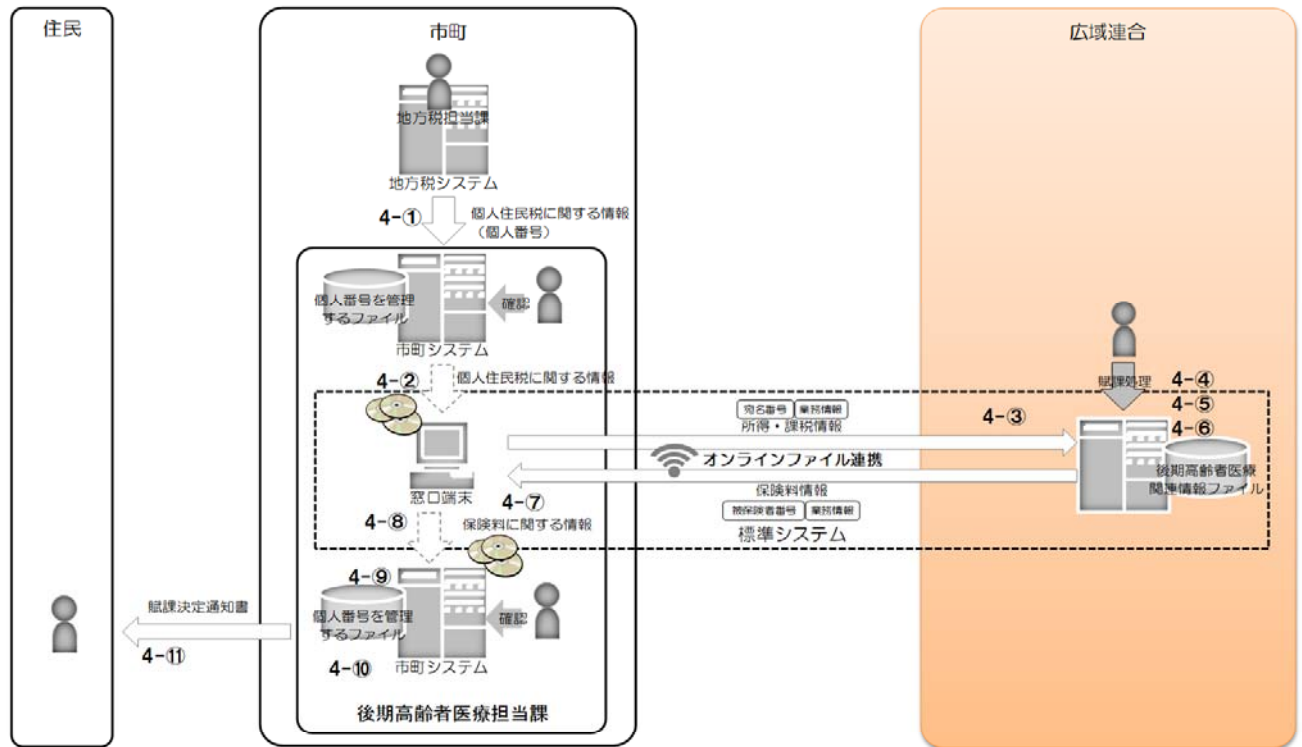 住民
市町
広域連合
地方税担当課
地方税システム
4-①
個人住民税に関する情報
（個人番号）
個人番号を管理
するファイル
確認
市町システム
4-②
個人住民税に関する情報
賦課処理
4-④
4-⑤
4-⑥
宛名番号
業務情報
所得・課税情報
4-③
オンラインファイル連携
後期高齢者医療
関連情報ファイル
窓口端末
4-⑦
保険料情報
被保険者番号
業務情報
標準システム
4-⑧
保険料に関する情報
4-⑨
個人番号を管理
するファイル
確認
4-⑩
市町システム
賦課決定通知書
4-⑪
後期高齢者医療担当課